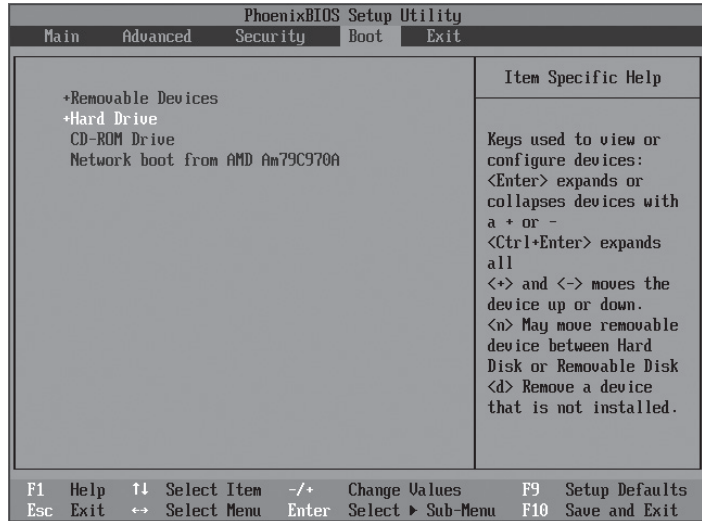 PhoenixBIOS Setup Utility
Main Advanced Security Boot Exit
+Removable Devices
+Hard Drive
CD-ROM Drive
Network boot from AMD Am79C970A
Item Specific Help
Keys used to view or
configure devices:
<Enter> expands or
collapses devices with
a + or -
<Ctrl+Enter> expands
all
<+> and <-> moves the
device up or down.
<n> May move removable
device between Hard
Disk or Removable Disk
<d> Remove a device
that is not installed.
F1 Help ↑↓ Select Item -/+ Change Values F9 Setup Defaults
Esc Exit ↔ Select Menu Enter Select ▶ Sub-Menu F10 Save and Exit